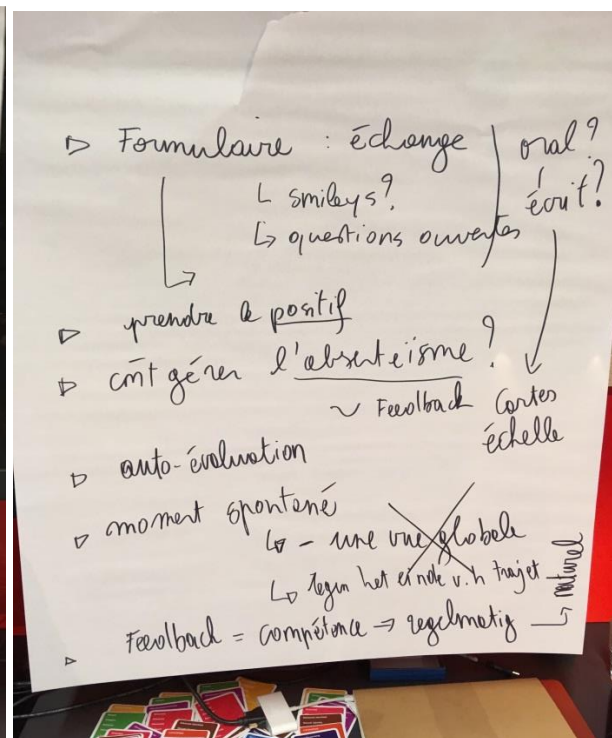 ▷ Formulaire : échange | oral?
↳ smileys? écrit?
↳ questions ouvertes
▷ prendre le positif
▷ cmt gérer l'absentéisme?
~ Feedback Cartes
échelle
▷ auto-évaluation
▷ moment spontané
↳ - une vue globale
↳ tegen het einde v.h trajet
▷ Feedback = compétence → regelmatig → naturel